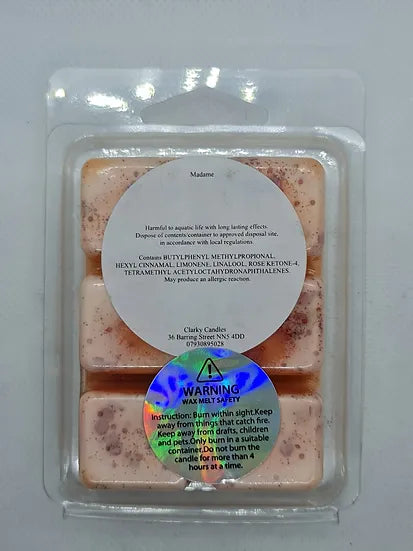 Madame
Harmful to aquatic life with long lasting effects.
Dispose of contents/container to approved disposal site,
in accordance with local regulations.
Contains BUTYLPHENYL METHYLPROPIONAL,
HEXYL CINNAMAL, LIMONENE, LINALOOL, ROSE KETONE-4,
TETRAMETHYL ACETYLOCTAHYDRONAPHTHALENES.
May produce an allergic reaction.
Clarky Candles
36 Barring Street NN5 4DD
07930895028
WARNING
WAX MELT SAFETY
Instruction: Burn within sight.Keep
away from things that catch fire.
Keep away from drafts, children
and pets.Only burn in a suitable
container.Do not burn the
candle for more than 4
hours at a time.